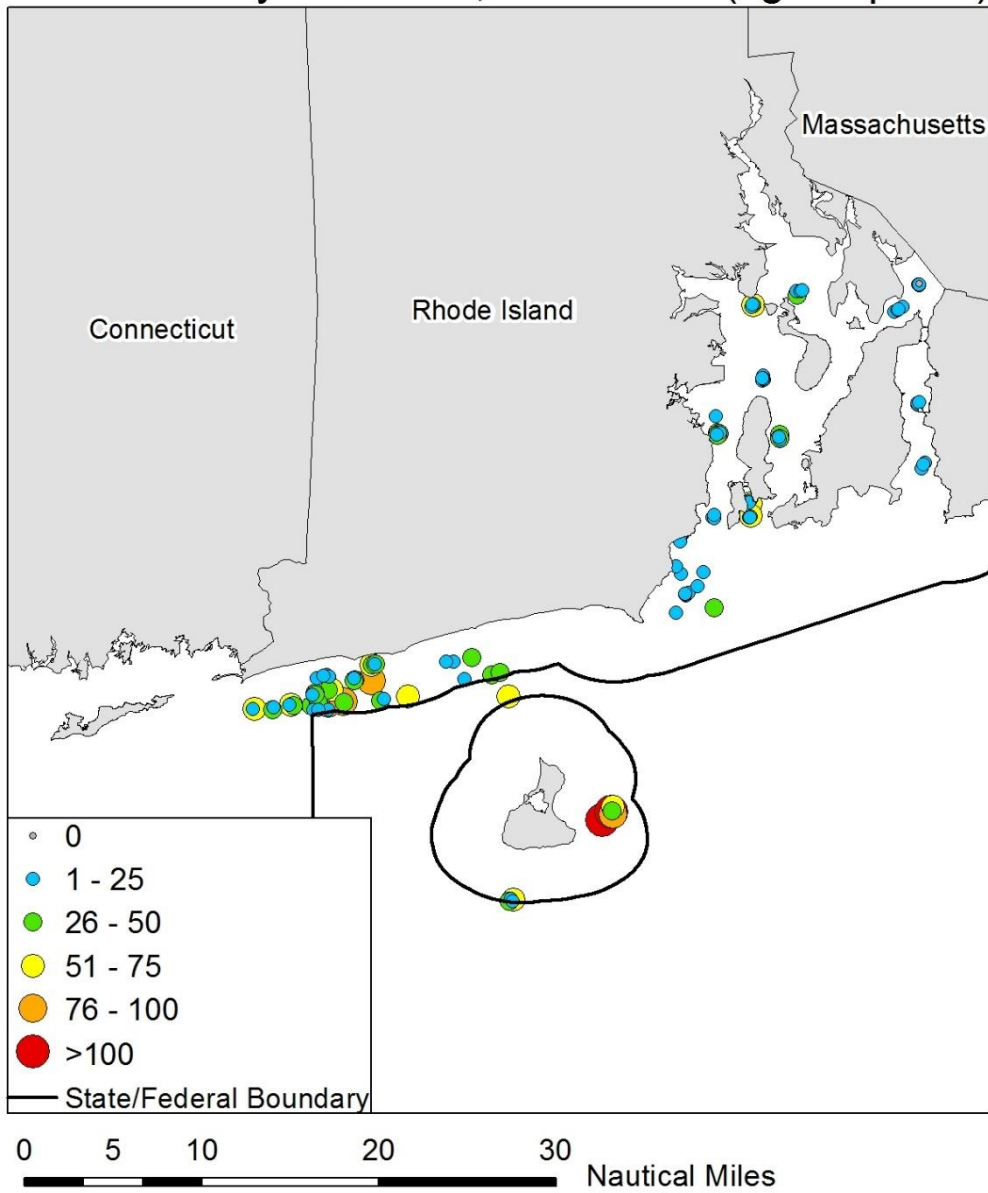 Massachusetts
Rhode Island
Connecticut
0
1 - 25
26 - 50
51 - 75
76 - 100
>100
State/Federal Boundary
0 5 10 20 30
Nautical Miles